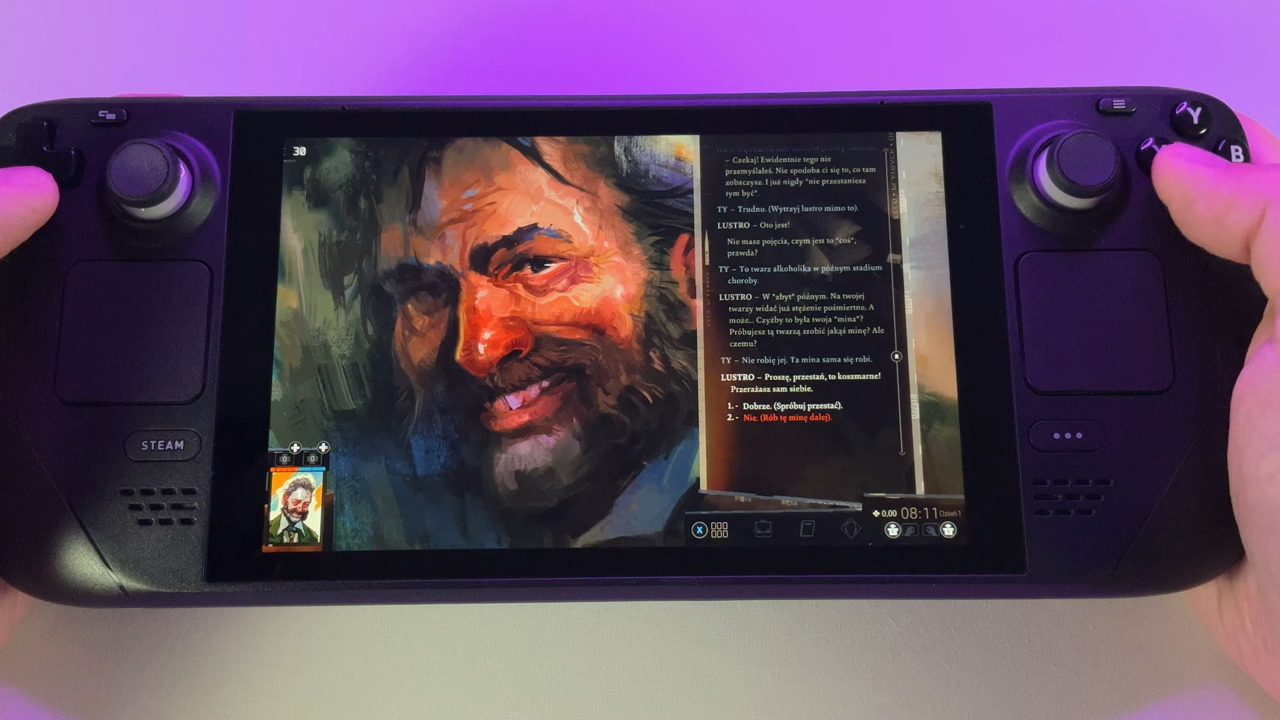 Y
B
STEAM
30
– Czekaj! Ewidentnie tego nie
przemyślałeś. Nie spodoba ci się to, co tam
zobaczysz. I już nigdy *nie przestaniesz
tym być*.
TY – Trudno. (Wytrzyj lustro mimo to).
LUSTRO – Oto jest!
Nie masz pojęcia, czym jest to *coś*,
prawda?
TY – To twarz alkoholika w późnym stadium
choroby.
LUSTRO – W *zbyt* późnym. Na twojej
twarzy widać już stężenie pośmiertne. A
może... Czyżby to była twoja *mina*?
Próbujesz tą twarzą zrobić jakąś minę? Ale
czemu?
TY – Nie robię jej. Ta mina sama się robi.
LUSTRO – Proszę, przestań, to koszmarne!
Przerażasz sam siebie.
1. - Dobrze. (Spróbuj przestać).
2. - Nie. (Rób tę minę dalej).
X
0,00 08:11 Dzień 1